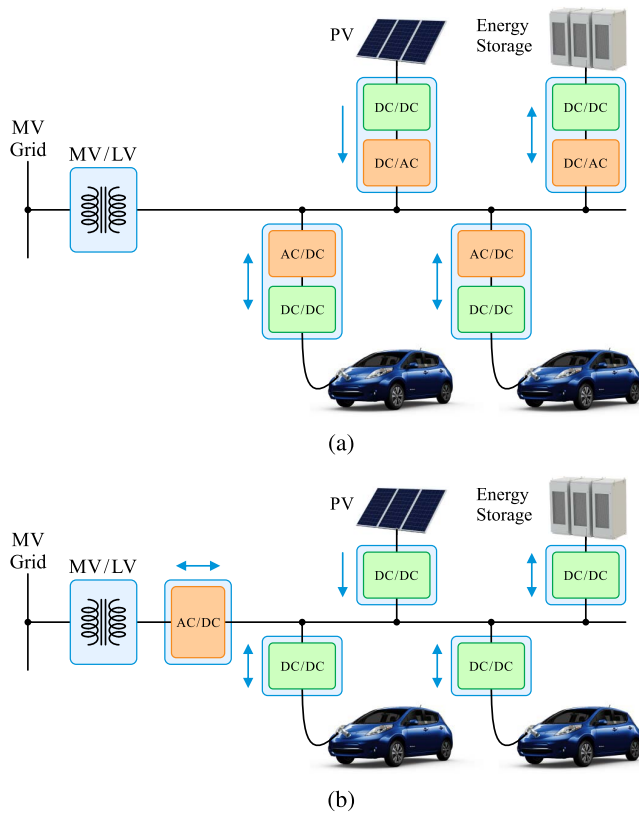 PV
Energy
Storage
DC/DC
DC/DC
MV
Grid
MV/LV
DC/AC
DC/AC
AC/DC
AC/DC
DC/DC
DC/DC
(a)
PV
Energy
Storage
MV
Grid
MV/LV
DC/DC
DC/DC
AC/DC
DC/DC
DC/DC
(b)